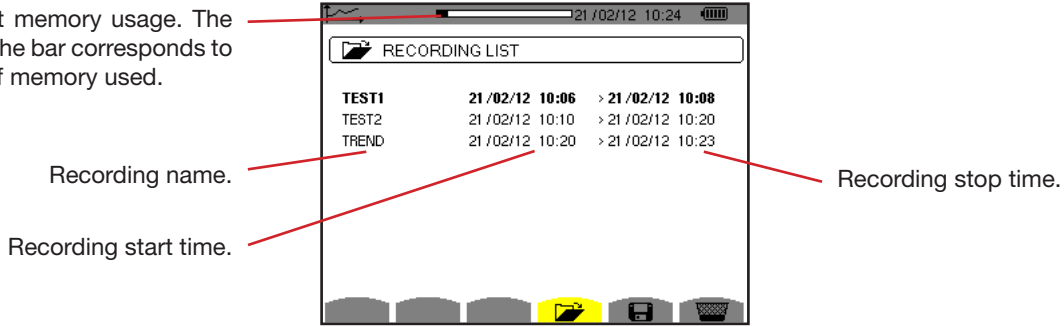 t memory usage. The
he bar corresponds to
f memory used.
21/02/12 10:24
RECORDING LIST
TEST1 21/02/12 10:06 > 21/02/12 10:08
TEST2 21/02/12 10:10 > 21/02/12 10:20
TREND 21/02/12 10:20 > 21/02/12 10:23
Recording name.
Recording stop time.
Recording start time.